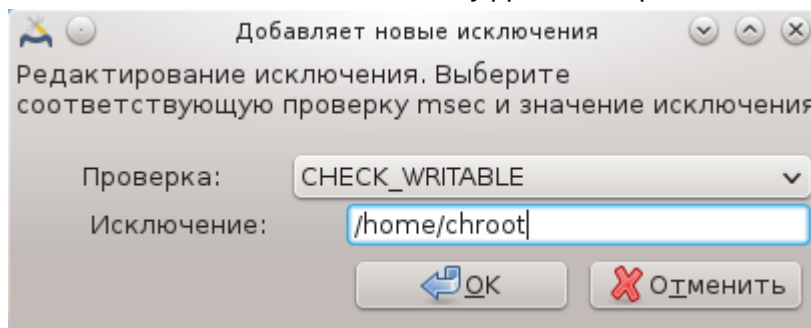 Добавляет новые исключения
Редактирование исключения. Выберите
соответствующую проверку msec и значение исключения
Проверка: CHECK_WRITABLE
Исключение: /home/chroot
OK Отменить